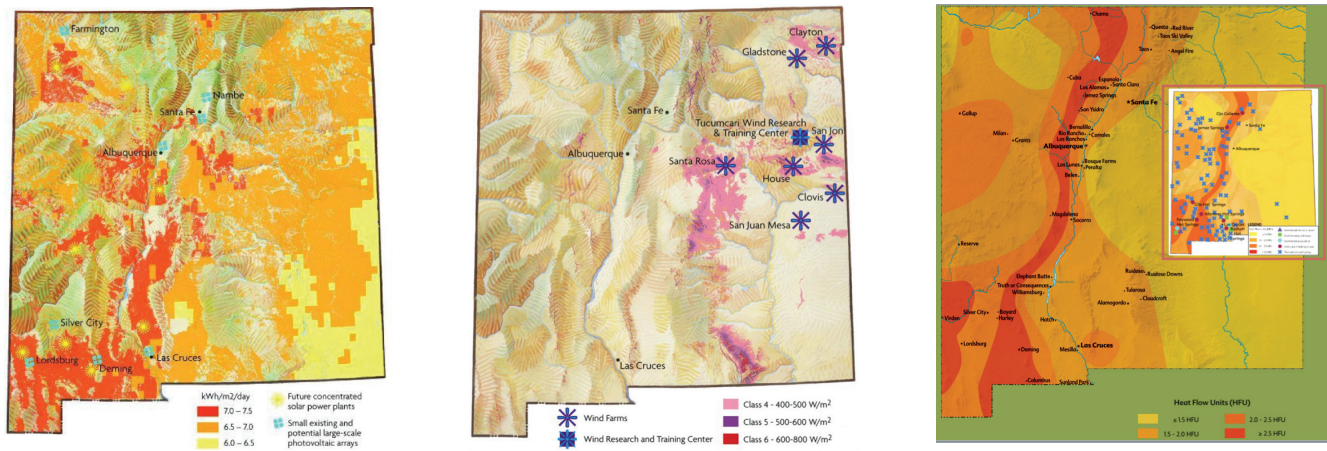 Farmington
Nambe
Santa Fe
Albuquerque
Silver City
Lordsburg
Deming
Las Cruces
kWh/m2/day
7.0 – 7.5
6.5 – 7.0
6.0 – 6.5
Future concentrated
solar power plants
Small existing and
potential large-scale
photovoltaic arrays
Clayton
Gladstone
Santa Fe
Tucumcari Wind Research
& Training Center
San Jon
Albuquerque
Santa Rosa
House
Clovis
San Juan Mesa
Las Cruces
Wind Farms
Wind Research and Training Center
Class 4 - 400-500 W/m2
Class 5 - 500-600 W/m2
Class 6 - 600-800 W/m2
Chama
Questa
Red River
Taos Ski Valley
Taos
Angel Fire
Cuba
Espanola
Los Alamos
Santa Clara
Jemez Springs
Santa Fe
San Ysidro
Gallup
Milan
Grants
Bernalillo
Rio Rancho
Corrales
Los Ranchos
Albuquerque
Los Lunas
Bosque Farms
Peralta
Belen
Magdalena
Socorro
Reserve
Elephant Butte
Truth or Consequences
Williamsburg
Ruidoso
Ruidoso Downs
Tularosa
Cloudcroft
Alamogordo
Silver City
Bayard
Hurley
Virden
Hatch
Lordsburg
Deming
Las Cruces
Mesilla
Columbus
Sunland Park
Santa Fe
Albuquerque
Heat Flow Units (HFU)
≤ 1.5 HFU
1.5 - 2.0 HFU
2.0 - 2.5 HFU
≥ 2.5 HFU